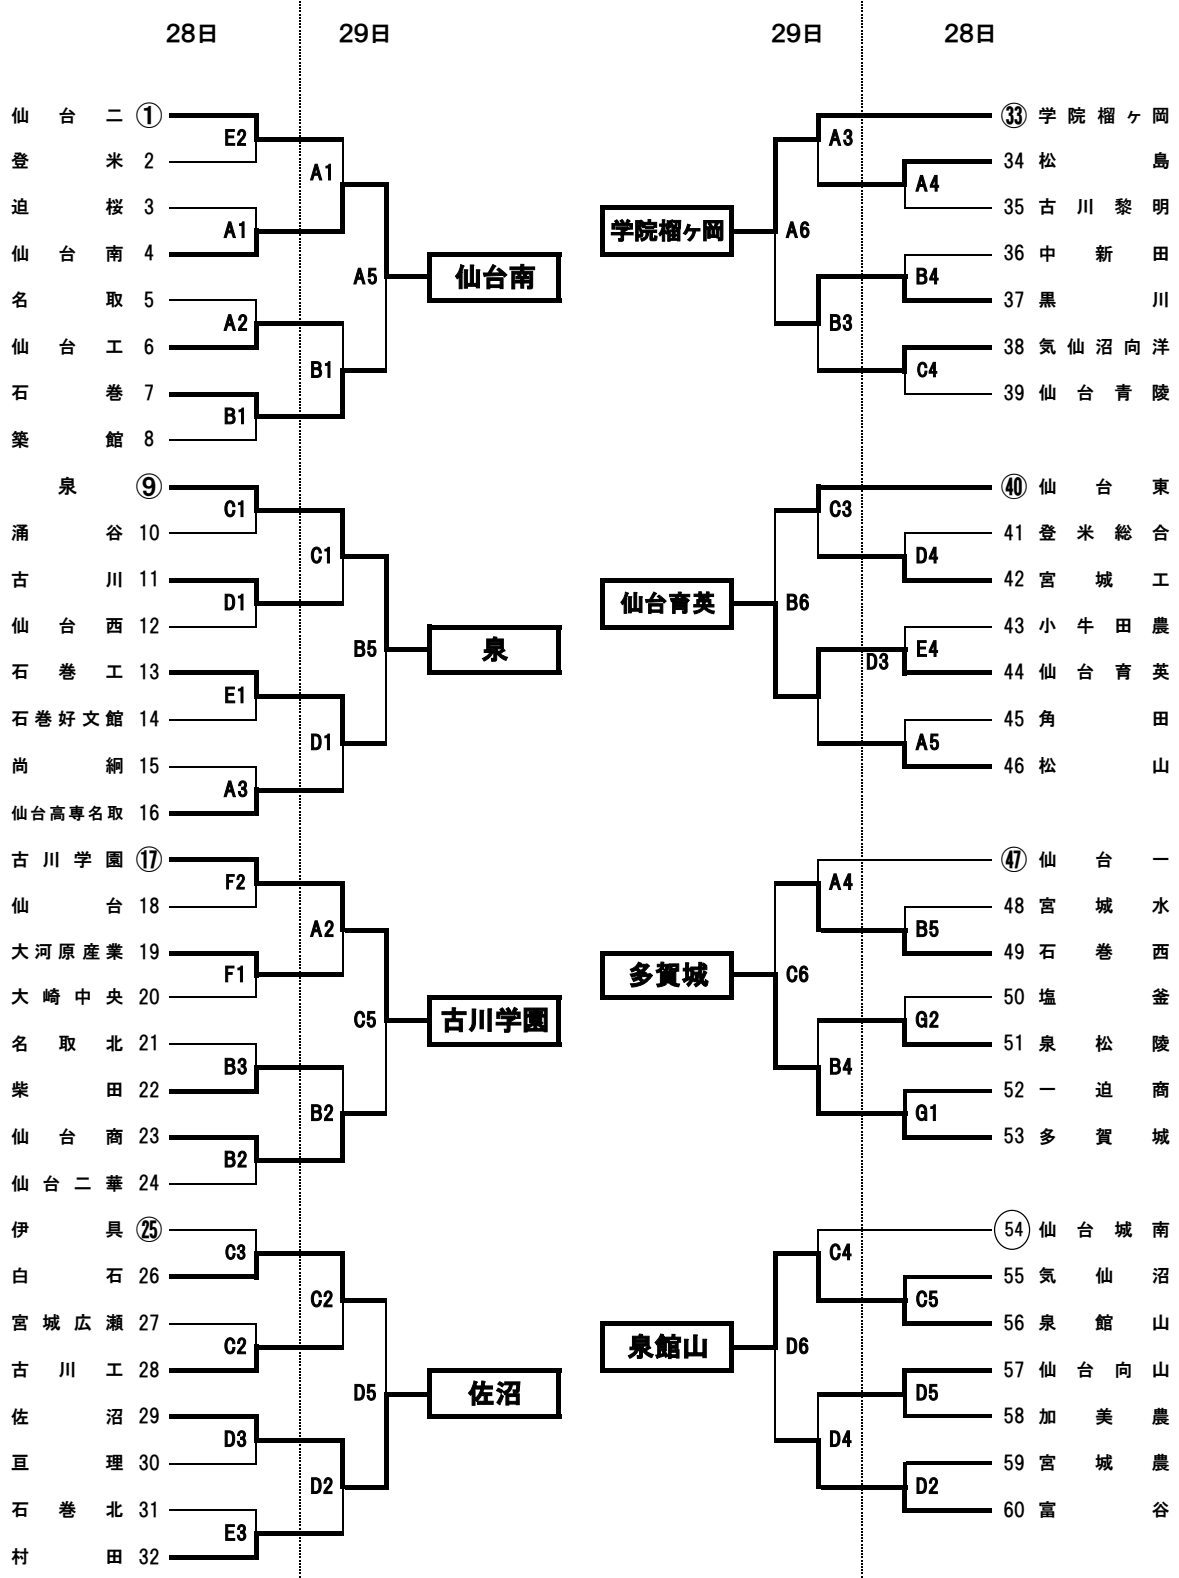 28日 29日 29日 28日
仙台二 ①
E2
登米 2
A1
迫桜 3
A1
仙台南 4
A5
仙台南
名取 5
A2
仙台工 6
B1
石巻 7
B1
築館 8
泉 ⑨
C1
涌谷 10
C1
古川 11
D1
仙台西 12
B5
泉
石巻工 13
E1
石巻好文館 14
D1
尚絅 15
A3
仙台高専名取 16
古川学園 ⑰
F2
仙台 18
A2
大河原産業 19
F1
大崎中央 20
C5
古川学園
名取北 21
B3
柴田 22
B2
仙台商 23
B2
仙台二華 24
伊具 ㉕
C3
白石 26
C2
宮城広瀬 27
C2
古川工 28
D5
佐沼
佐沼 29
D3
亘理 30
D2
石巻北 31
E3
村田 32
㉝ 学院榴ヶ岡
A3
34 松島
A4
35 古川黎明
学院榴ヶ岡
A6
36 中新田
B4
37 黒川
B3
38 気仙沼向洋
C4
39 仙台青陵
㊵ 仙台東
C3
41 登米総合
D4
42 宮城工
仙台育英
B6
43 小牛田農
E4
D3
44 仙台育英
45 角田
A5
46 松山
㊼ 仙台一
A4
48 宮城水
B5
49 石巻西
多賀城
C6
50 塩釜
G2
51 泉松陵
B4
52 一迫商
G1
53 多賀城
54 仙台城南
C4
55 気仙沼
C5
56 泉館山
泉館山
D6
57 仙台向山
D5
58 加美農
D4
59 宮城農
D2
60 富谷